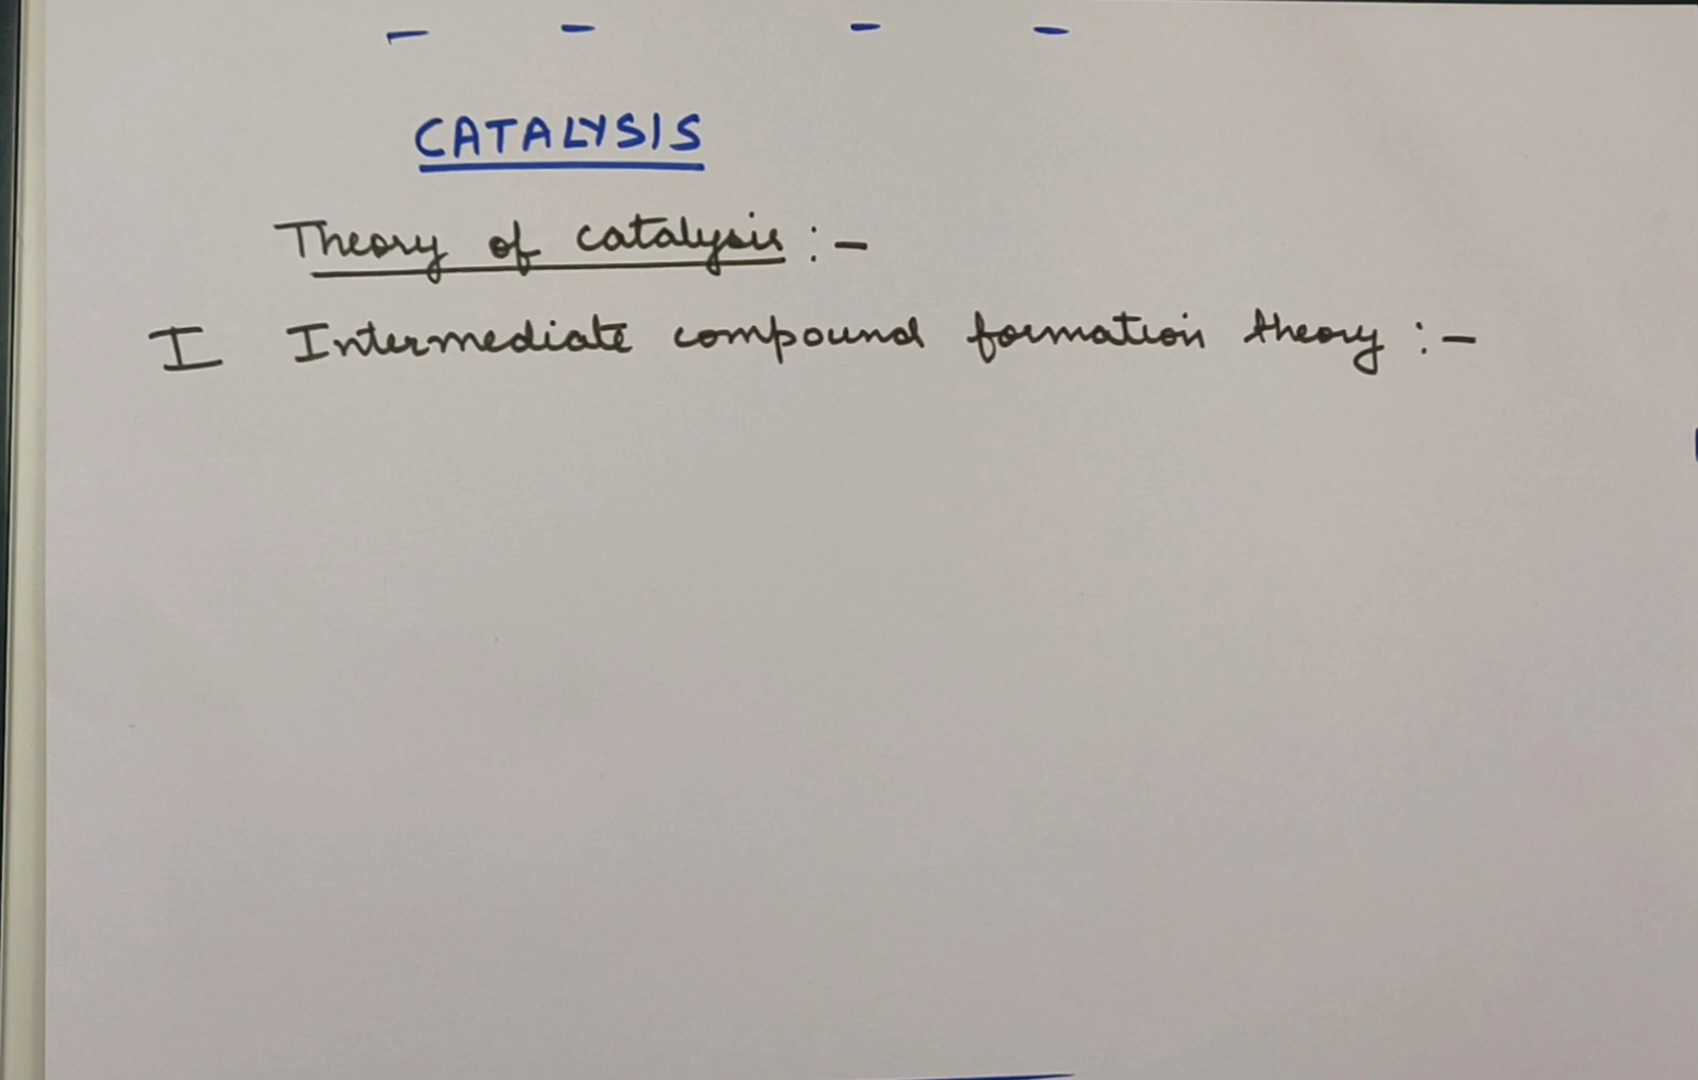 CATALYSIS
Theory of catalysis :-
I Intermediate compound formation theory :-